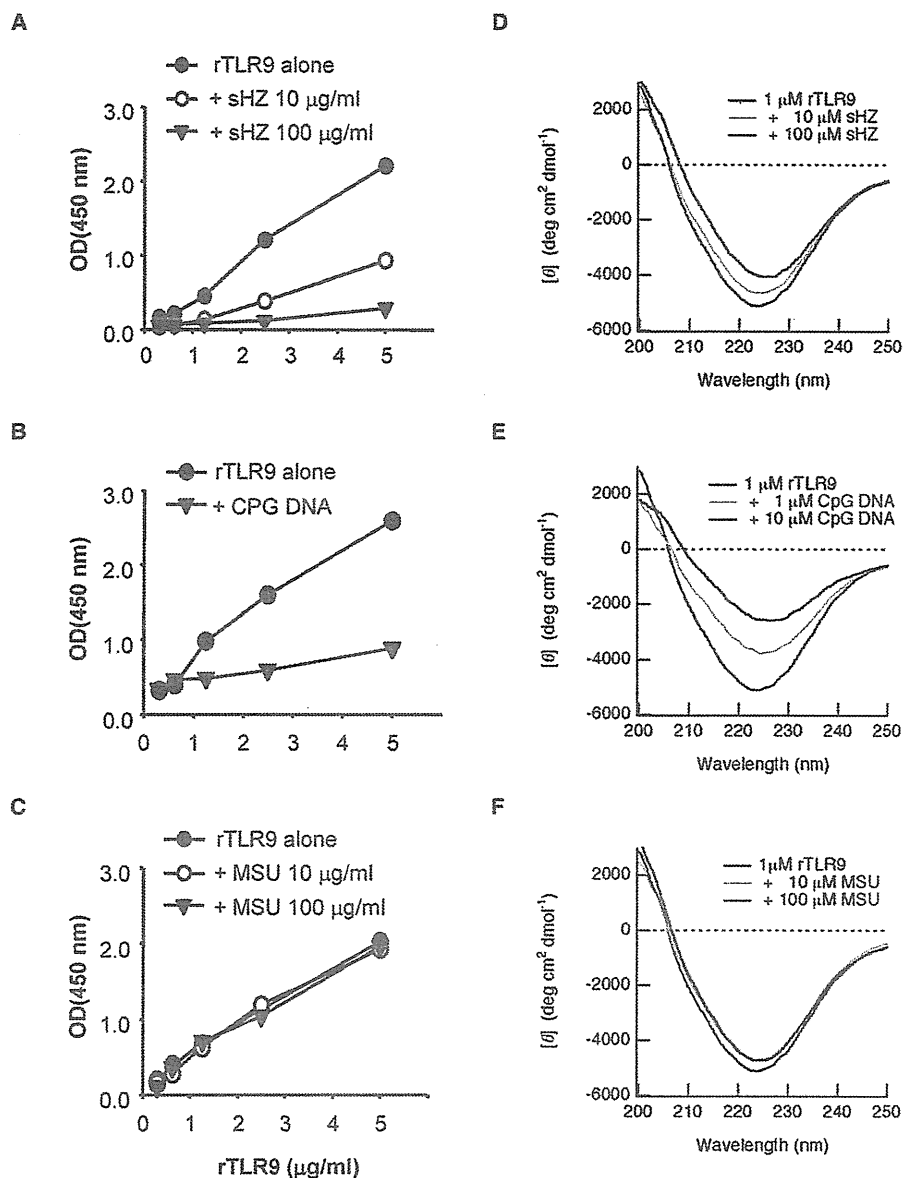 A
rTLR9 alone
+ sHZ 10 µg/ml
+ sHZ 100 µg/ml
3.0
2.0
1.0
0.0
OD(450 nm)
0 1 2 3 4 5
B
rTLR9 alone
+ CPG DNA
3.0
2.0
1.0
0.0
OD(450 nm)
0 1 2 3 4 5
C
rTLR9 alone
+ MSU 10 µg/ml
+ MSU 100 µg/ml
3.0
2.0
1.0
0.0
OD(450 nm)
0 1 2 3 4 5
rTLR9 (µg/ml)
D
1 µM rTLR9
+ 10 µM sHZ
+ 100 µM sHZ
2000
0
-2000
-4000
-6000
[θ] (deg cm² dmol⁻¹)
200 210 220 230 240 250
Wavelength (nm)
E
1 µM rTLR9
+ 1 µM CpG DNA
+ 10 µM CpG DNA
2000
0
-2000
-4000
-6000
[θ] (deg cm² dmol⁻¹)
200 210 220 230 240 250
Wavelength (nm)
F
1µM rTLR9
+ 10 µM MSU
+ 100 µM MSU
2000
0
-2000
-4000
-6000
[θ] (deg cm² dmol⁻¹)
200 210 220 230 240 250
Wavelength (nm)